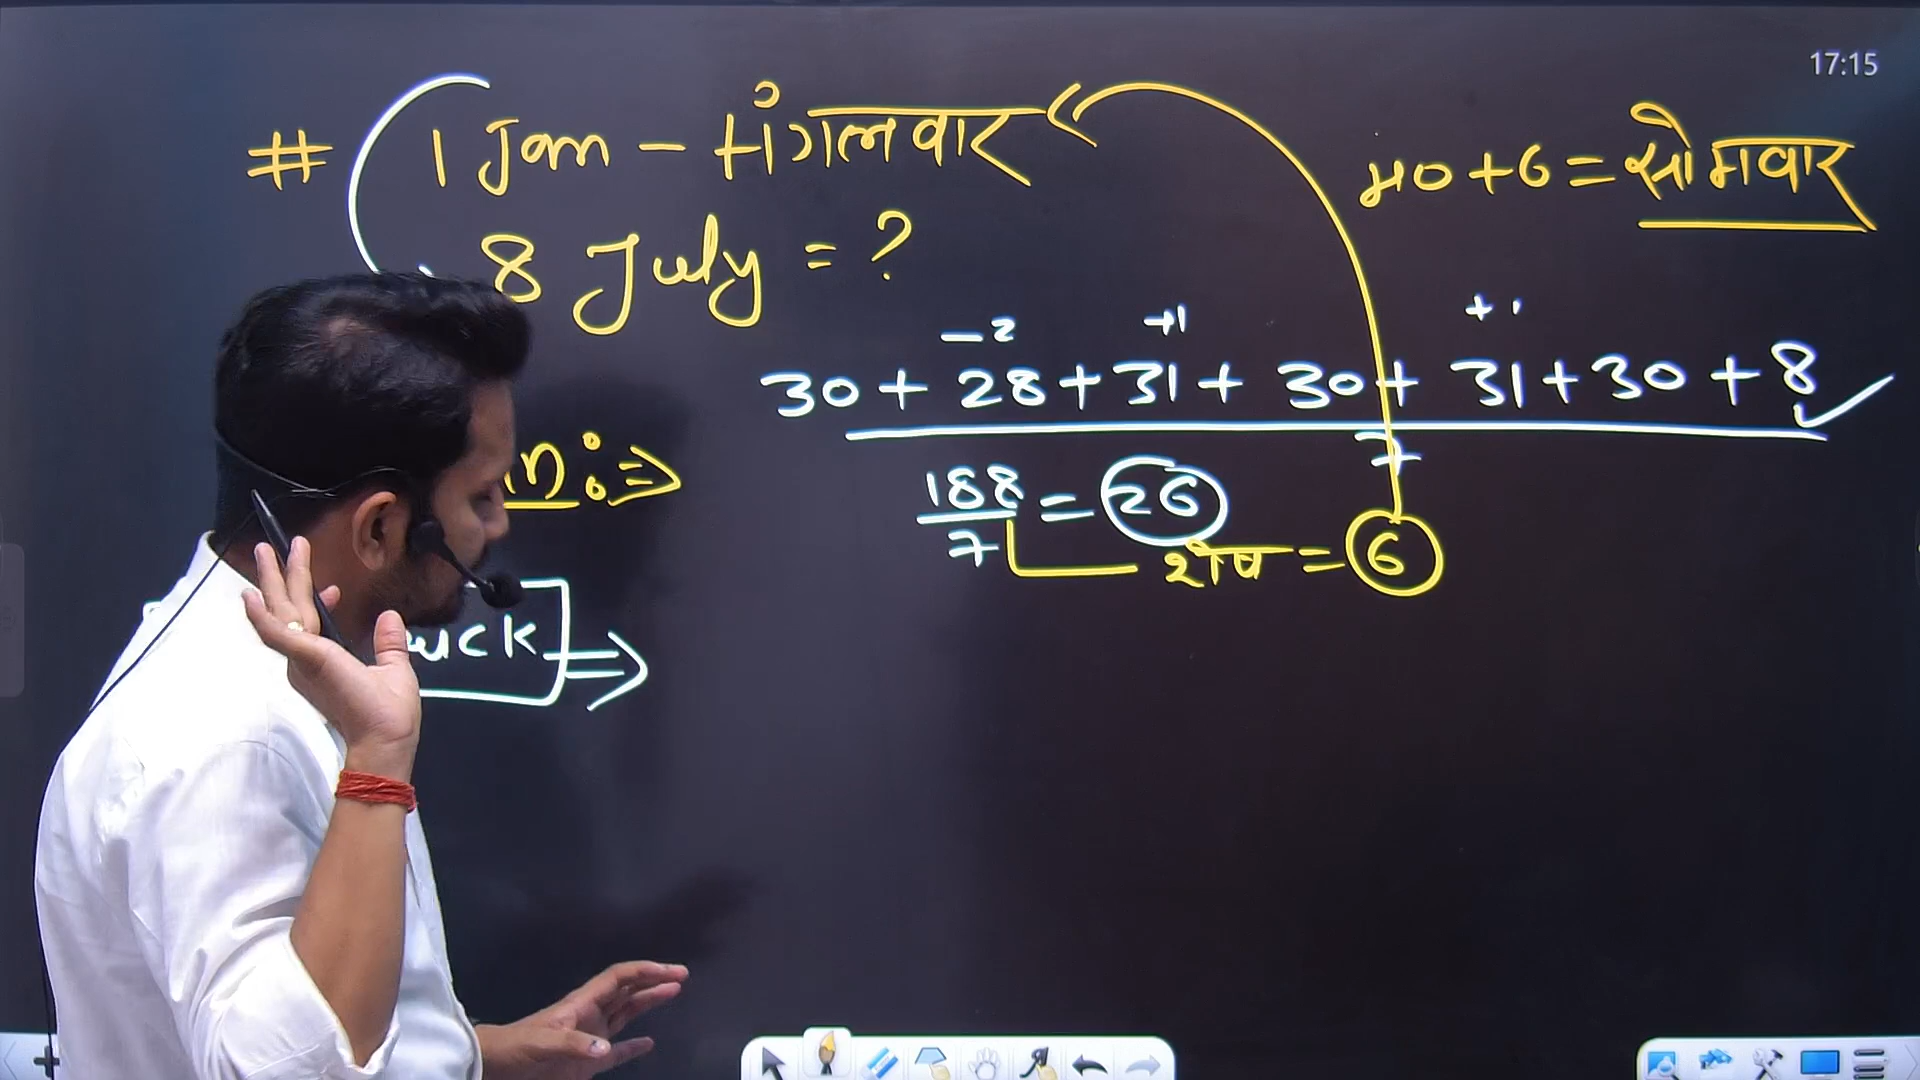 17:15
# 1 Jan - मंगलवार
मं0 + 6 = सोमवार
8 July = ?
-2 +1 +1
30 + 28 + 31 + 30 + 31 + 30 + 8
7
n:⇒
188/7 = 26
शेष = 6
uck ⇒